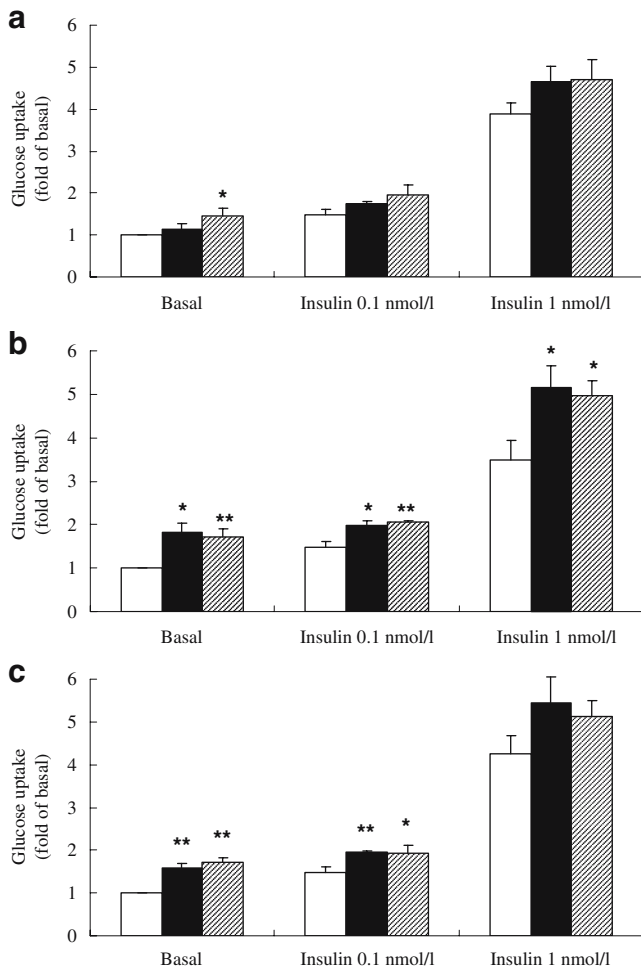 a
Glucose uptake
(fold of basal)
6
5
4
3
2
1
0
*
Basal
Insulin 0.1 nmol/l
Insulin 1 nmol/l
b
Glucose uptake
(fold of basal)
6
5
4
3
2
1
0
*
**
*
**
*
*
Basal
Insulin 0.1 nmol/l
Insulin 1 nmol/l
c
Glucose uptake
(fold of basal)
6
5
4
3
2
1
0
**
**
**
*
Basal
Insulin 0.1 nmol/l
Insulin 1 nmol/l